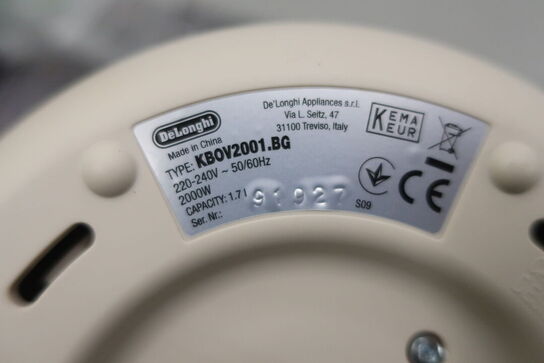 DeLonghi
De'Longhi Appliances s.r.l.
Via L. Seitz, 47
31100 Treviso, Italy
KEMA
KEUR
Made in China
TYPE: KBOV2001.BG
220-240V ~ 50/60Hz
2000W
CAPACITY: 1.7 l
Ser. Nr.: 91927
S09
CE